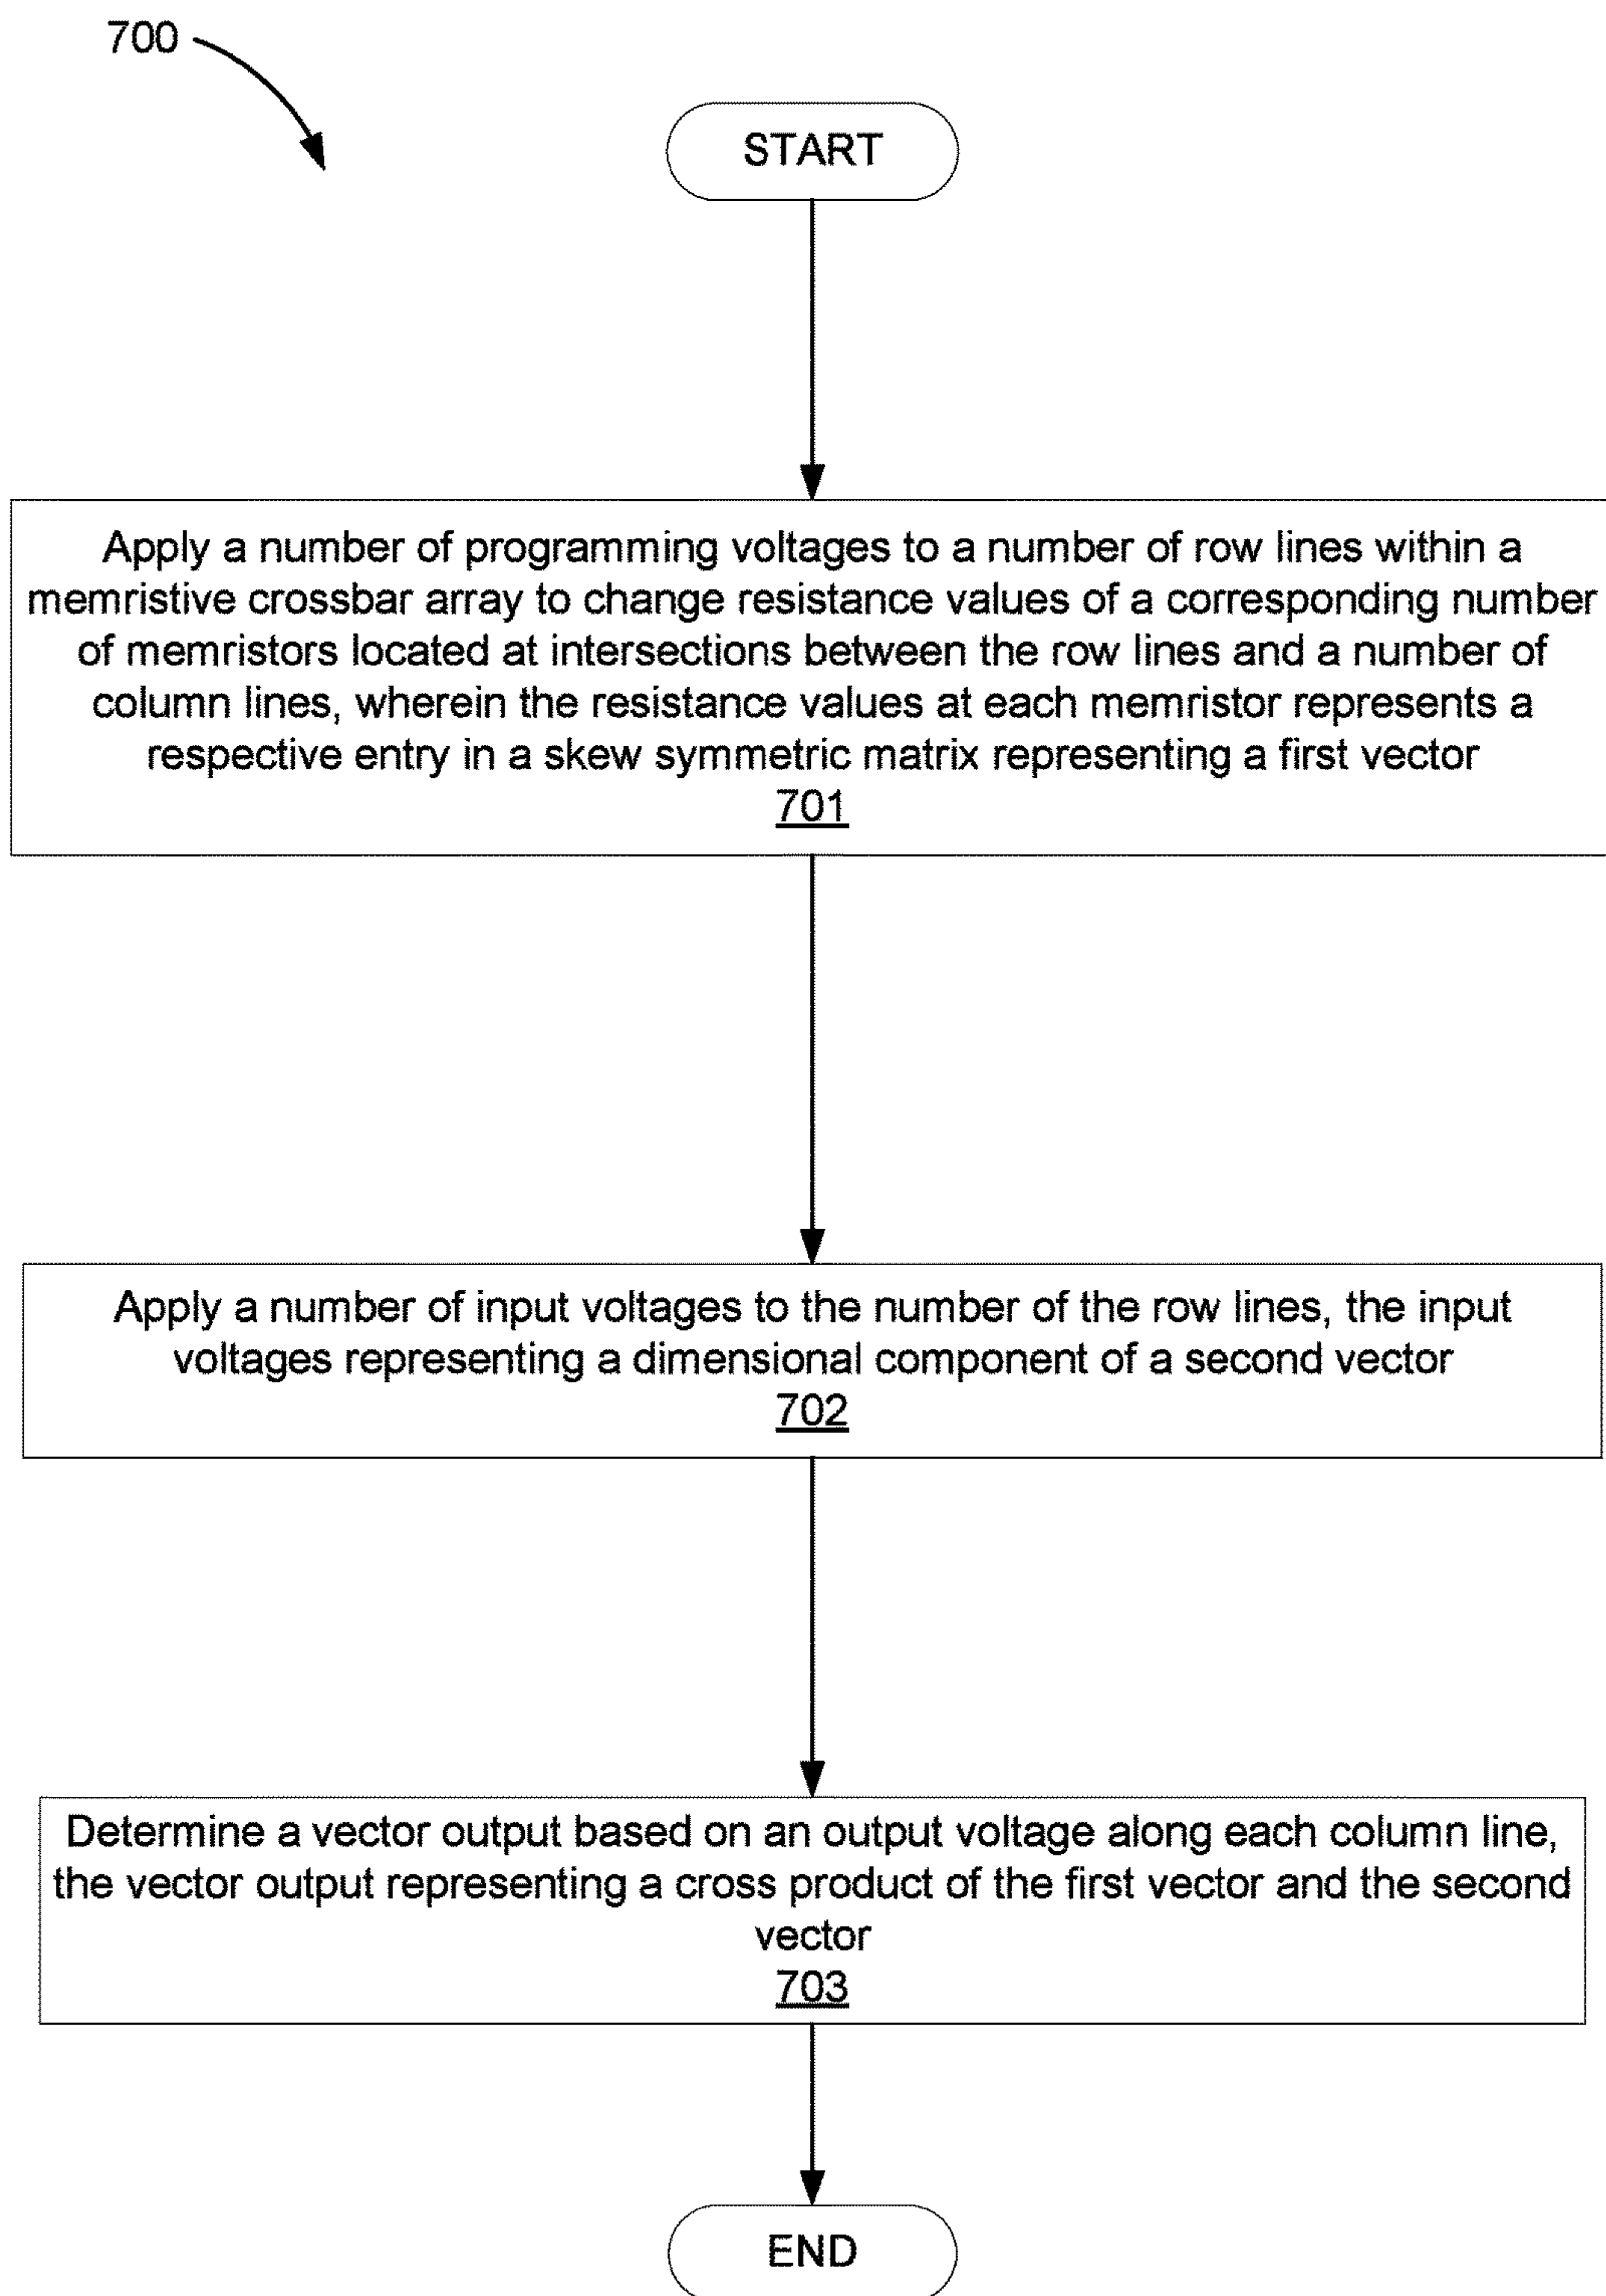 700
START
Apply a number of programming voltages to a number of row lines within a
memristive crossbar array to change resistance values of a corresponding number
of memristors located at intersections between the row lines and a number of
column lines, wherein the resistance values at each memristor represents a
respective entry in a skew symmetric matrix representing a first vector
701
Apply a number of input voltages to the number of the row lines, the input
voltages representing a dimensional component of a second vector
702
Determine a vector output based on an output voltage along each column line,
the vector output representing a cross product of the first vector and the second
vector
703
END